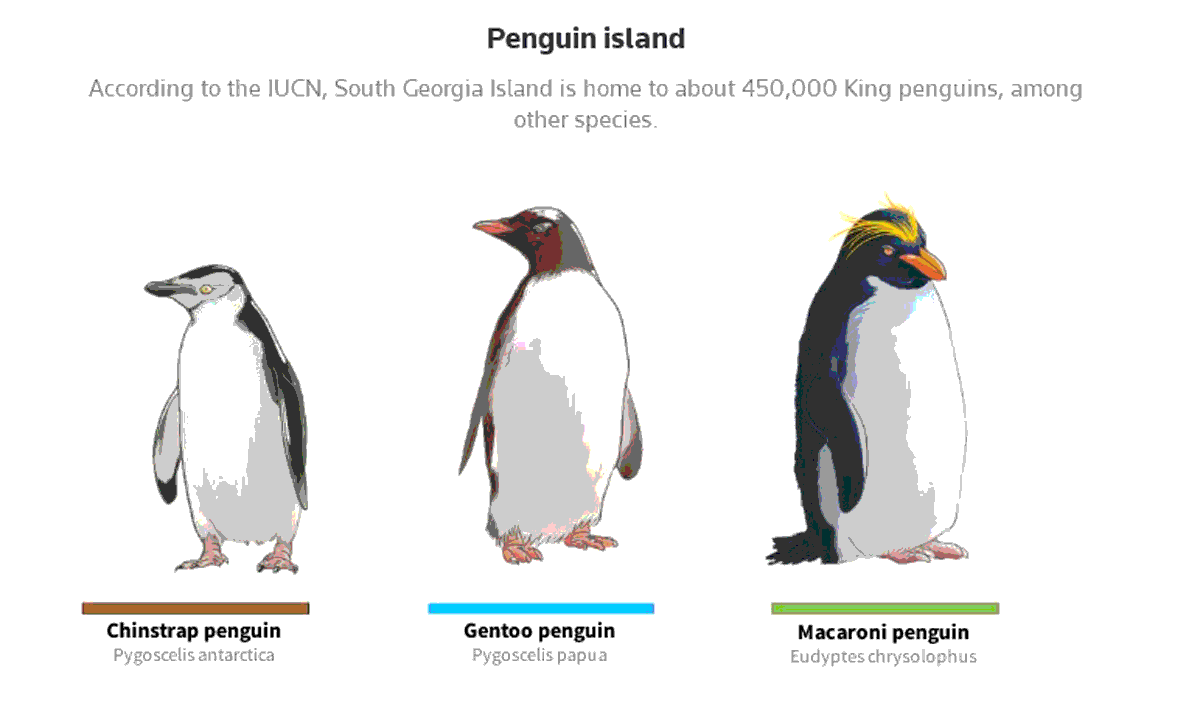 Penguin island
According to the IUCN, South Georgia Island is home to about 450,000 King penguins, among
other species.
Chinstrap penguin
Pygoscelis antarctica
Gentoo penguin
Pygoscelis papua
Macaroni penguin
Eudyptes chrysolophus